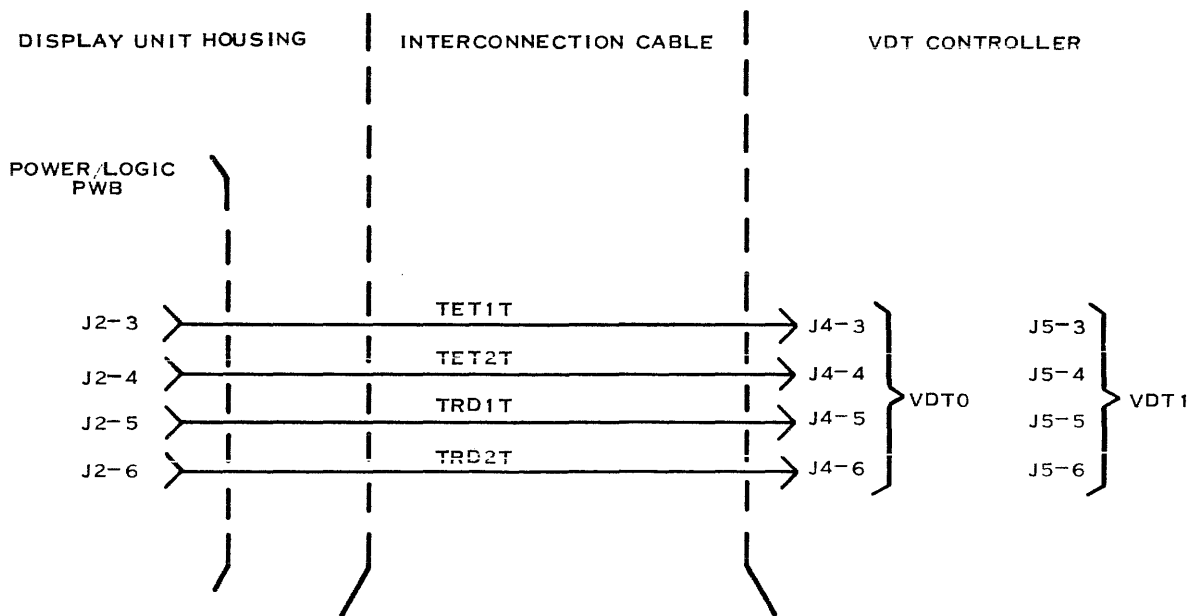 DISPLAY UNIT HOUSING
INTERCONNECTION CABLE
VDT CONTROLLER
POWER/LOGIC
PWB
J2-3
TET1T
J4-3
J5-3
J2-4
TET2T
J4-4
J5-4
VDT0
VDT1
J2-5
TRD1T
J4-5
J5-5
J2-6
TRD2T
J4-6
J5-6